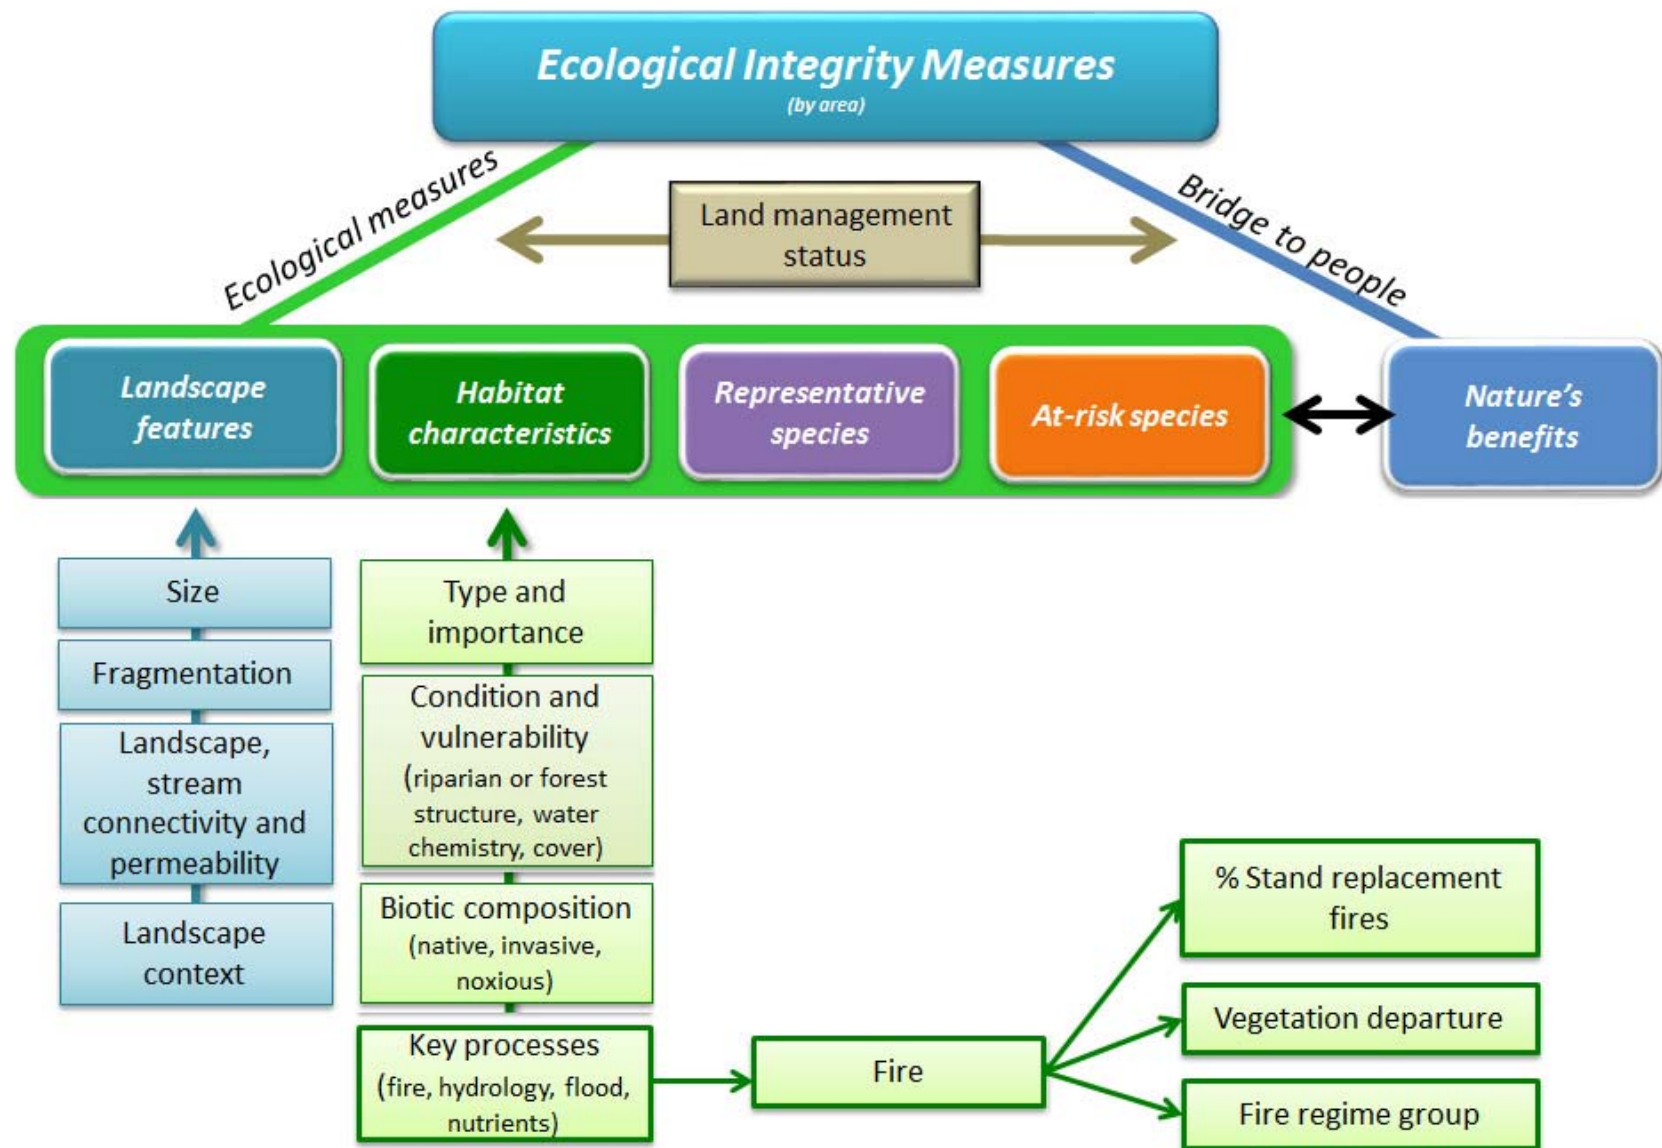 Ecological Integrity Measures
(by area)
Ecological measures
Land management
status
Bridge to people
Landscape
features
Habitat
characteristics
Representative
species
At-risk species
Nature’s
benefits
Size
Fragmentation
Landscape,
stream
connectivity and
permeability
Landscape
context
Type and
importance
Condition and
vulnerability
(riparian or forest
structure, water
chemistry, cover)
Biotic composition
(native, invasive,
noxious)
Key processes
(fire, hydrology, flood,
nutrients)
Fire
% Stand replacement
fires
Vegetation departure
Fire regime group